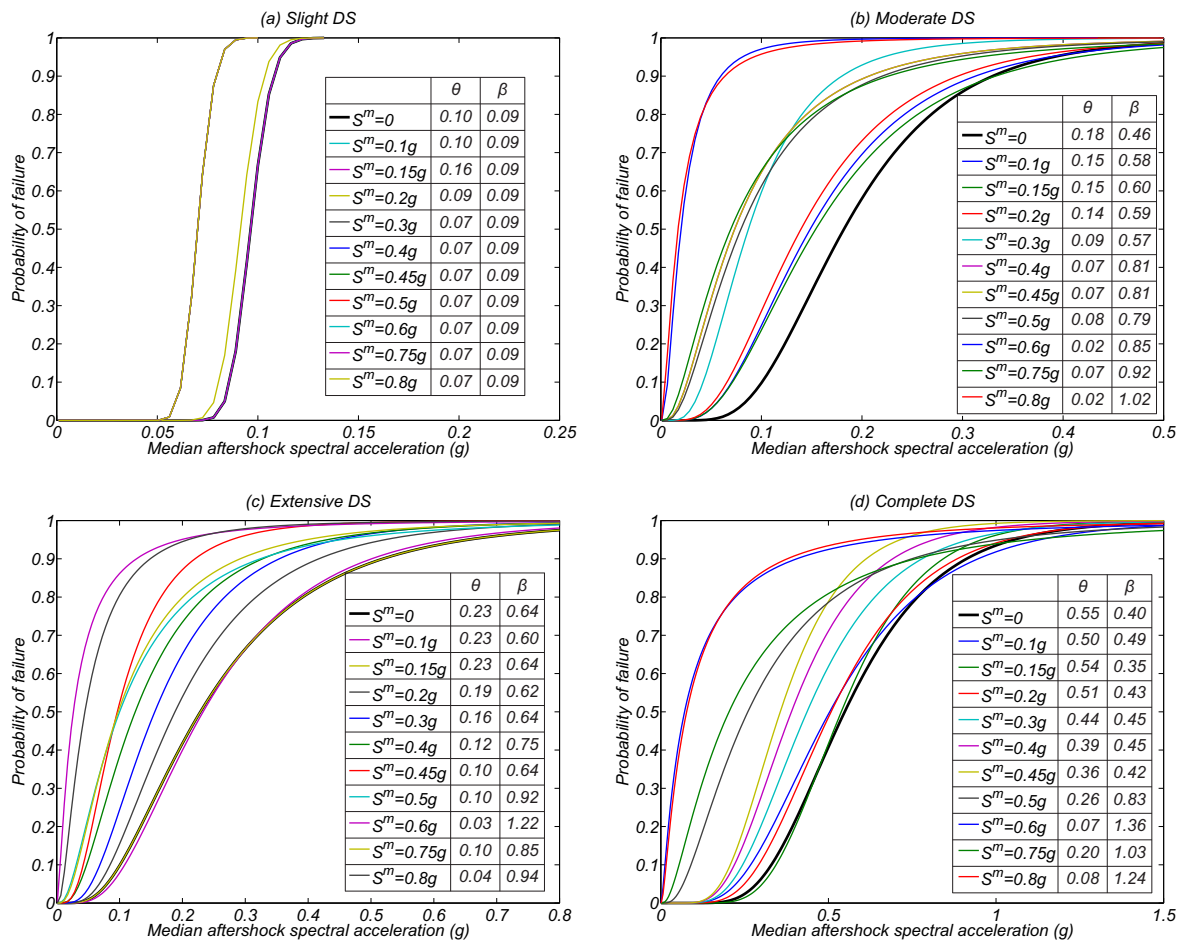 (a) Slight DS
1
0.9
0.8
0.7
0.6
0.5
0.4
0.3
0.2
0.1
0
Probability of failure
θ β
S^m=0 0.10 0.09
S^m=0.1g 0.10 0.09
S^m=0.15g 0.16 0.09
S^m=0.2g 0.09 0.09
S^m=0.3g 0.07 0.09
S^m=0.4g 0.07 0.09
S^m=0.45g 0.07 0.09
S^m=0.5g 0.07 0.09
S^m=0.6g 0.07 0.09
S^m=0.75g 0.07 0.09
S^m=0.8g 0.07 0.09
0 0.05 0.1 0.15 0.2 0.25
Median aftershock spectral acceleration (g)
(b) Moderate DS
1
0.9
0.8
0.7
0.6
0.5
0.4
0.3
0.2
0.1
0
Probability of failure
θ β
S^m=0 0.18 0.46
S^m=0.1g 0.15 0.58
S^m=0.15g 0.15 0.60
S^m=0.2g 0.14 0.59
S^m=0.3g 0.09 0.57
S^m=0.4g 0.07 0.81
S^m=0.45g 0.07 0.81
S^m=0.5g 0.08 0.79
S^m=0.6g 0.02 0.85
S^m=0.75g 0.07 0.92
S^m=0.8g 0.02 1.02
0 0.1 0.2 0.3 0.4 0.5
Median aftershock spectral acceleration (g)
(c) Extensive DS
1
0.9
0.8
0.7
0.6
0.5
0.4
0.3
0.2
0.1
0
Probability of failure
θ β
S^m=0 0.23 0.64
S^m=0.1g 0.23 0.60
S^m=0.15g 0.23 0.64
S^m=0.2g 0.19 0.62
S^m=0.3g 0.16 0.64
S^m=0.4g 0.12 0.75
S^m=0.45g 0.10 0.64
S^m=0.5g 0.10 0.92
S^m=0.6g 0.03 1.22
S^m=0.75g 0.10 0.85
S^m=0.8g 0.04 0.94
0 0.1 0.2 0.3 0.4 0.5 0.6 0.7 0.8
Median aftershock spectral acceleration (g)
(d) Complete DS
1
0.9
0.8
0.7
0.6
0.5
0.4
0.3
0.2
0.1
0
Probability of failure
θ β
S^m=0 0.55 0.40
S^m=0.1g 0.50 0.49
S^m=0.15g 0.54 0.35
S^m=0.2g 0.51 0.43
S^m=0.3g 0.44 0.45
S^m=0.4g 0.39 0.45
S^m=0.45g 0.36 0.42
S^m=0.5g 0.26 0.83
S^m=0.6g 0.07 1.36
S^m=0.75g 0.20 1.03
S^m=0.8g 0.08 1.24
0 0.5 1 1.5
Median aftershock spectral acceleration (g)